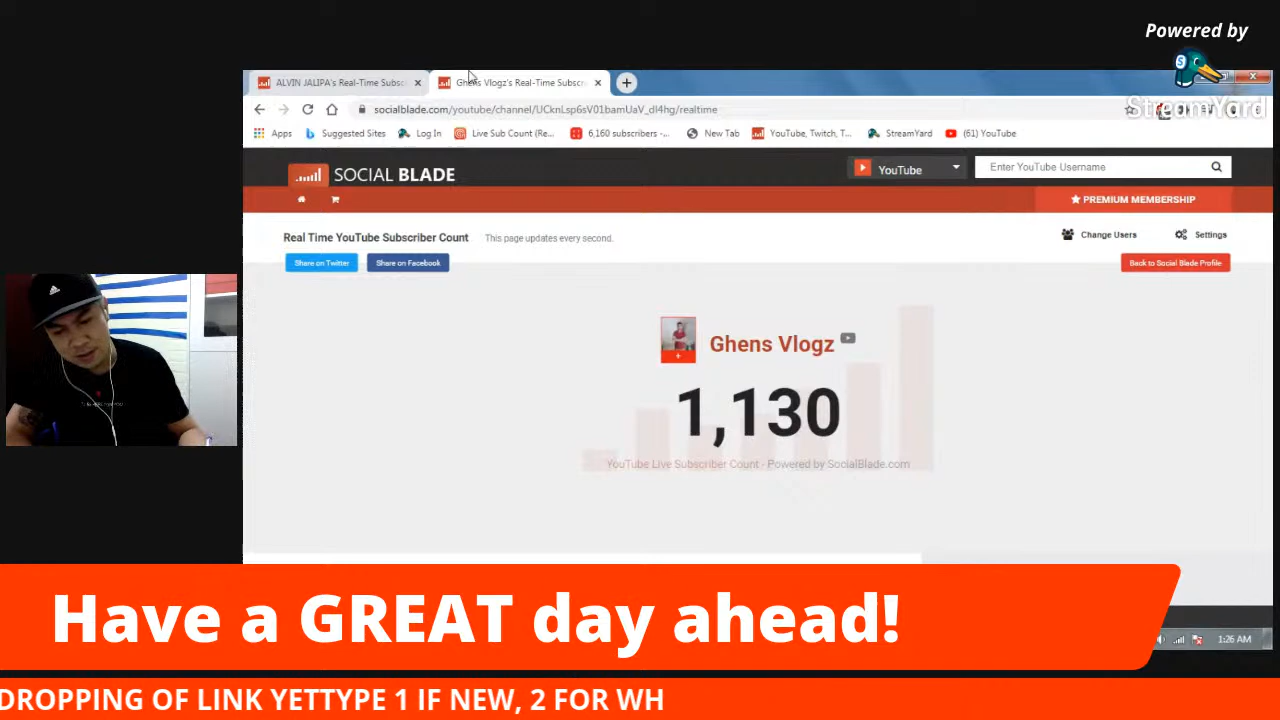 Powered by
StreamYard
ALVIN JALIPA's Real-Time Subsc
Ghens Vlogz's Real-Time Subscr
socialblade.com/youtube/channel/UCknLsp6sV01bamUaV_dl4hg/realtime
Apps Suggested Sites Log In Live Sub Count (Re... 6,160 subscribers -... New Tab YouTube, Twitch, T... StreamYard (61) YouTube
SOCIAL BLADE YouTube Enter YouTube Username
PREMIUM MEMBERSHIP
Real Time YouTube Subscriber Count This page updates every second. Change Users Settings
Share on Twitter Share on Facebook Back to Social Blade Profile
Ghens Vlogz
1,130
YouTube Live Subscriber Count - Powered by SocialBlade.com
Have a GREAT day ahead!
1:26 AM
DROPPING OF LINK YETTYPE 1 IF NEW, 2 FOR WH